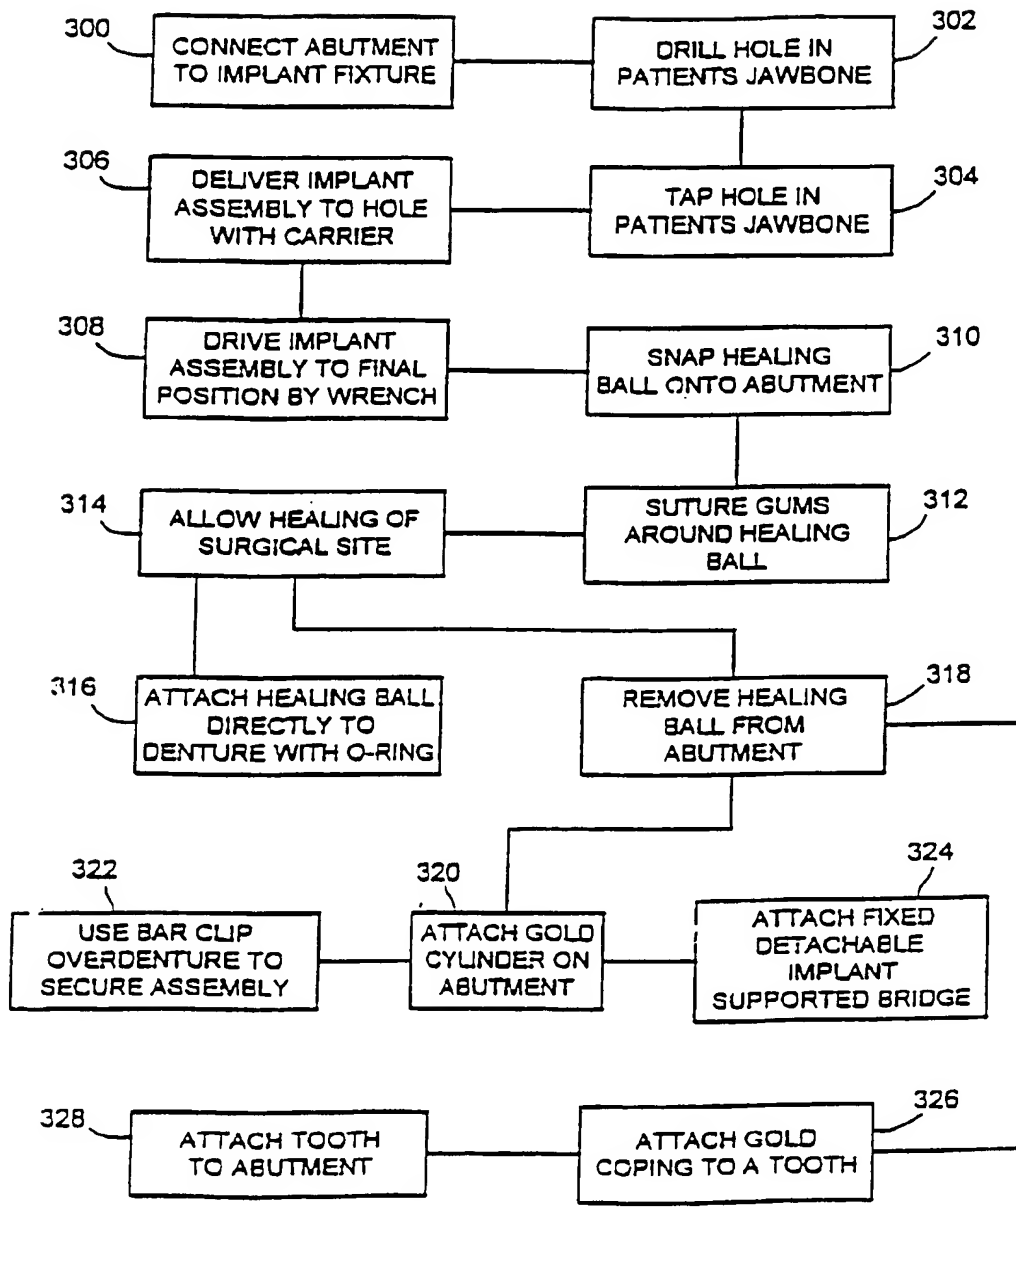 300
CONNECT ABUTMENT
TO IMPLANT FIXTURE
302
DRILL HOLE IN
PATIENTS JAWBONE
306
DELIVER IMPLANT
ASSEMBLY TO HOLE
WITH CARRIER
304
TAP HOLE IN
PATIENTS JAWBONE
308
DRIVE IMPLANT
ASSEMBLY TO FINAL
POSITION BY WRENCH
310
SNAP HEALING
BALL ONTO ABUTMENT
314
ALLOW HEALING OF
SURGICAL SITE
312
SUTURE GUMS
AROUND HEALING
BALL
316
ATTACH HEALING BALL
DIRECTLY TO
DENTURE WITH O-RING
318
REMOVE HEALING
BALL FROM
ABUTMENT
322
USE BAR CLIP
OVERDENTURE TO
SECURE ASSEMBLY
320
ATTACH GOLD
CYLINDER ON
ABUTMENT
324
ATTACH FIXED
DETACHABLE
IMPLANT
SUPPORTED BRIDGE
328
ATTACH TOOTH
TO ABUTMENT
326
ATTACH GOLD
COPING TO A TOOTH